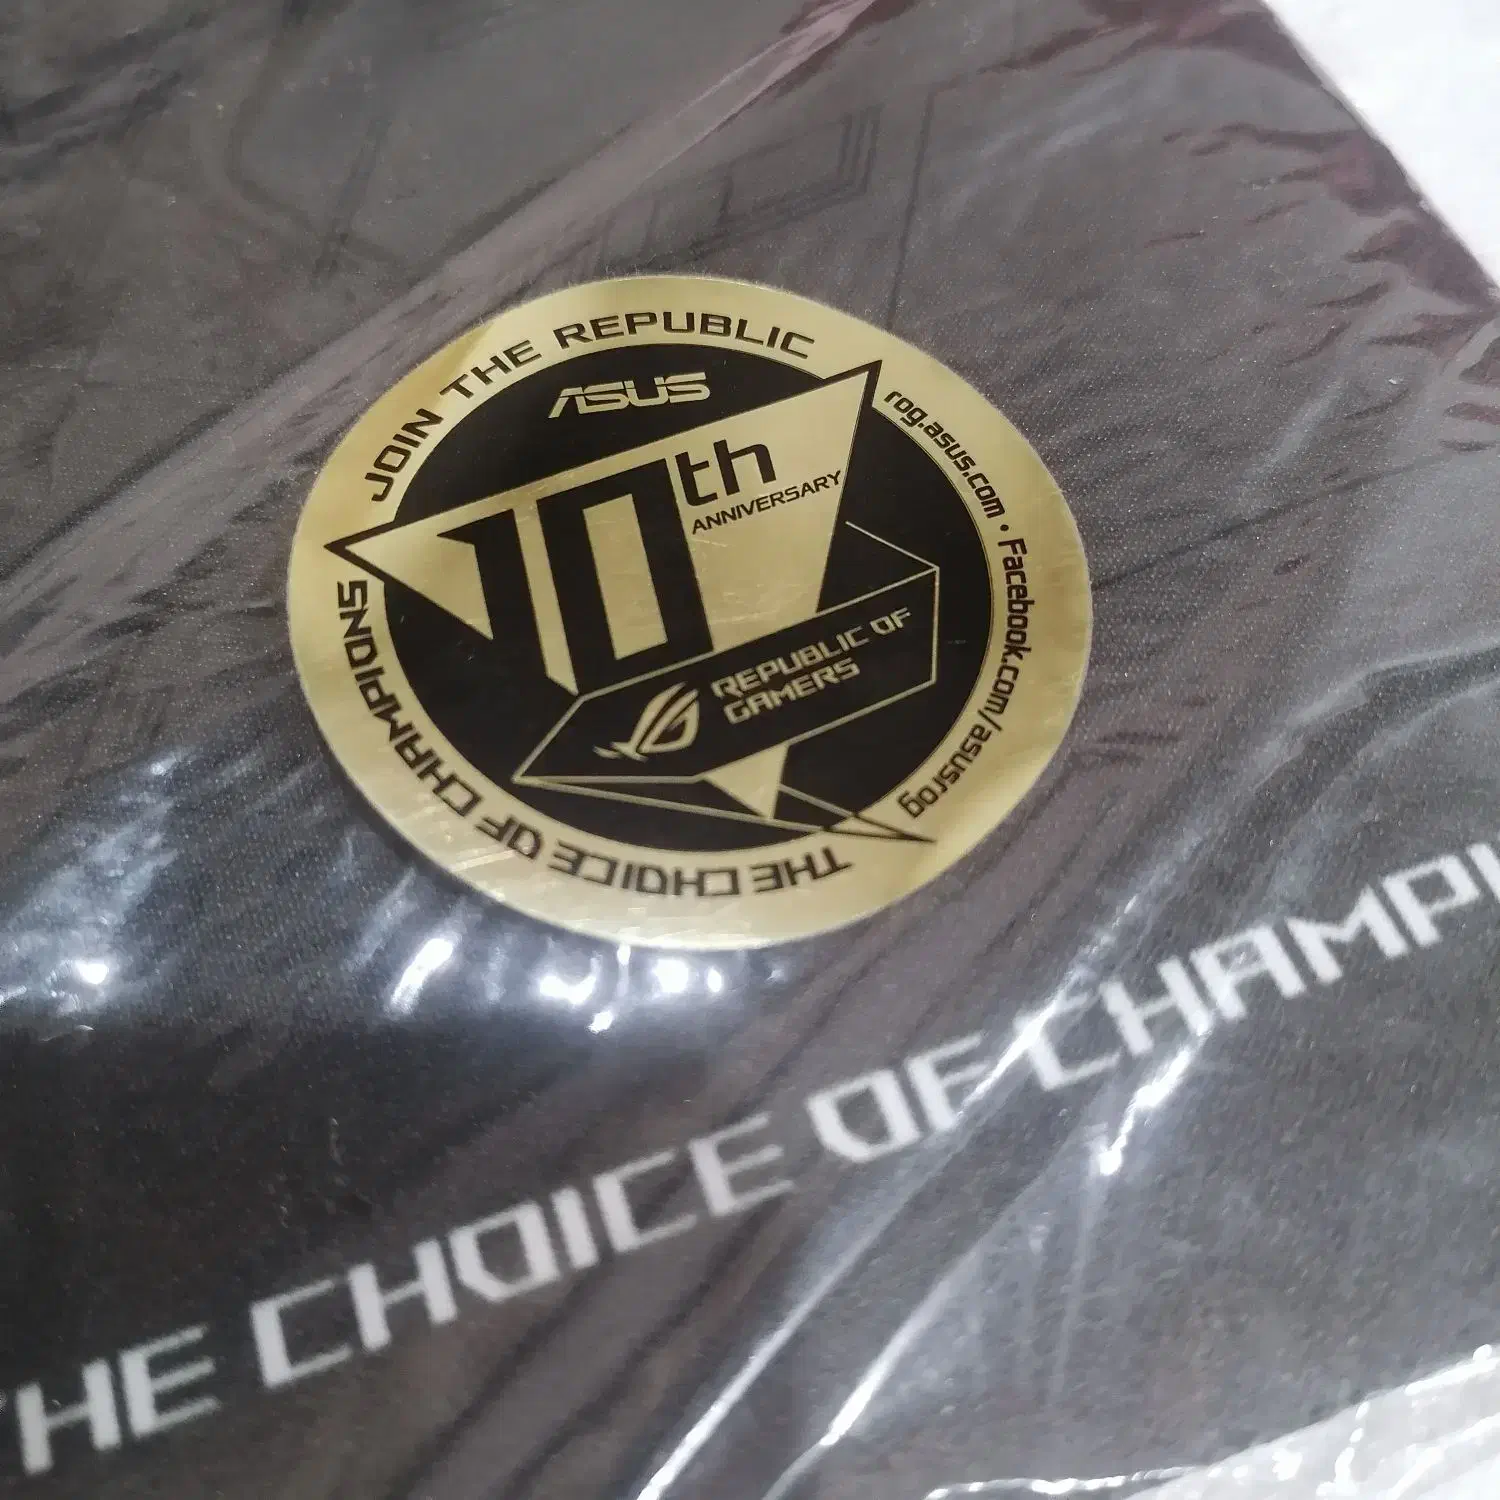 JOIN THE REPUBLIC
ASUS
10th
ANNIVERSARY
REPUBLIC OF
GAMERS
rog.asus.com • Facebook.com/asusrog
THE CHOICE OF CHAMPIONS
HE CHOICE OF CHAMPI